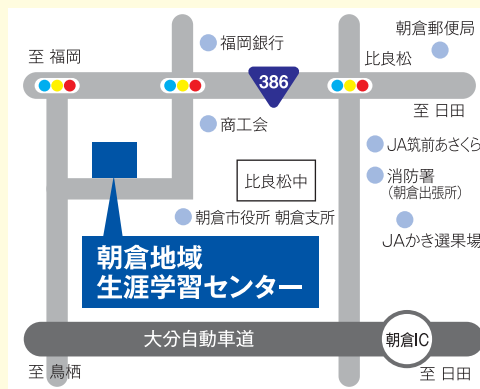 朝倉郵便局
福岡銀行
至 福岡
比良松
386
至 日田
商工会
JA筑前あさくら
比良松中
消防署
(朝倉出張所)
朝倉市役所 朝倉支所
JAかき選果場
朝倉地域
生涯学習センター
大分自動車道
朝倉IC
至 鳥栖
至 日田